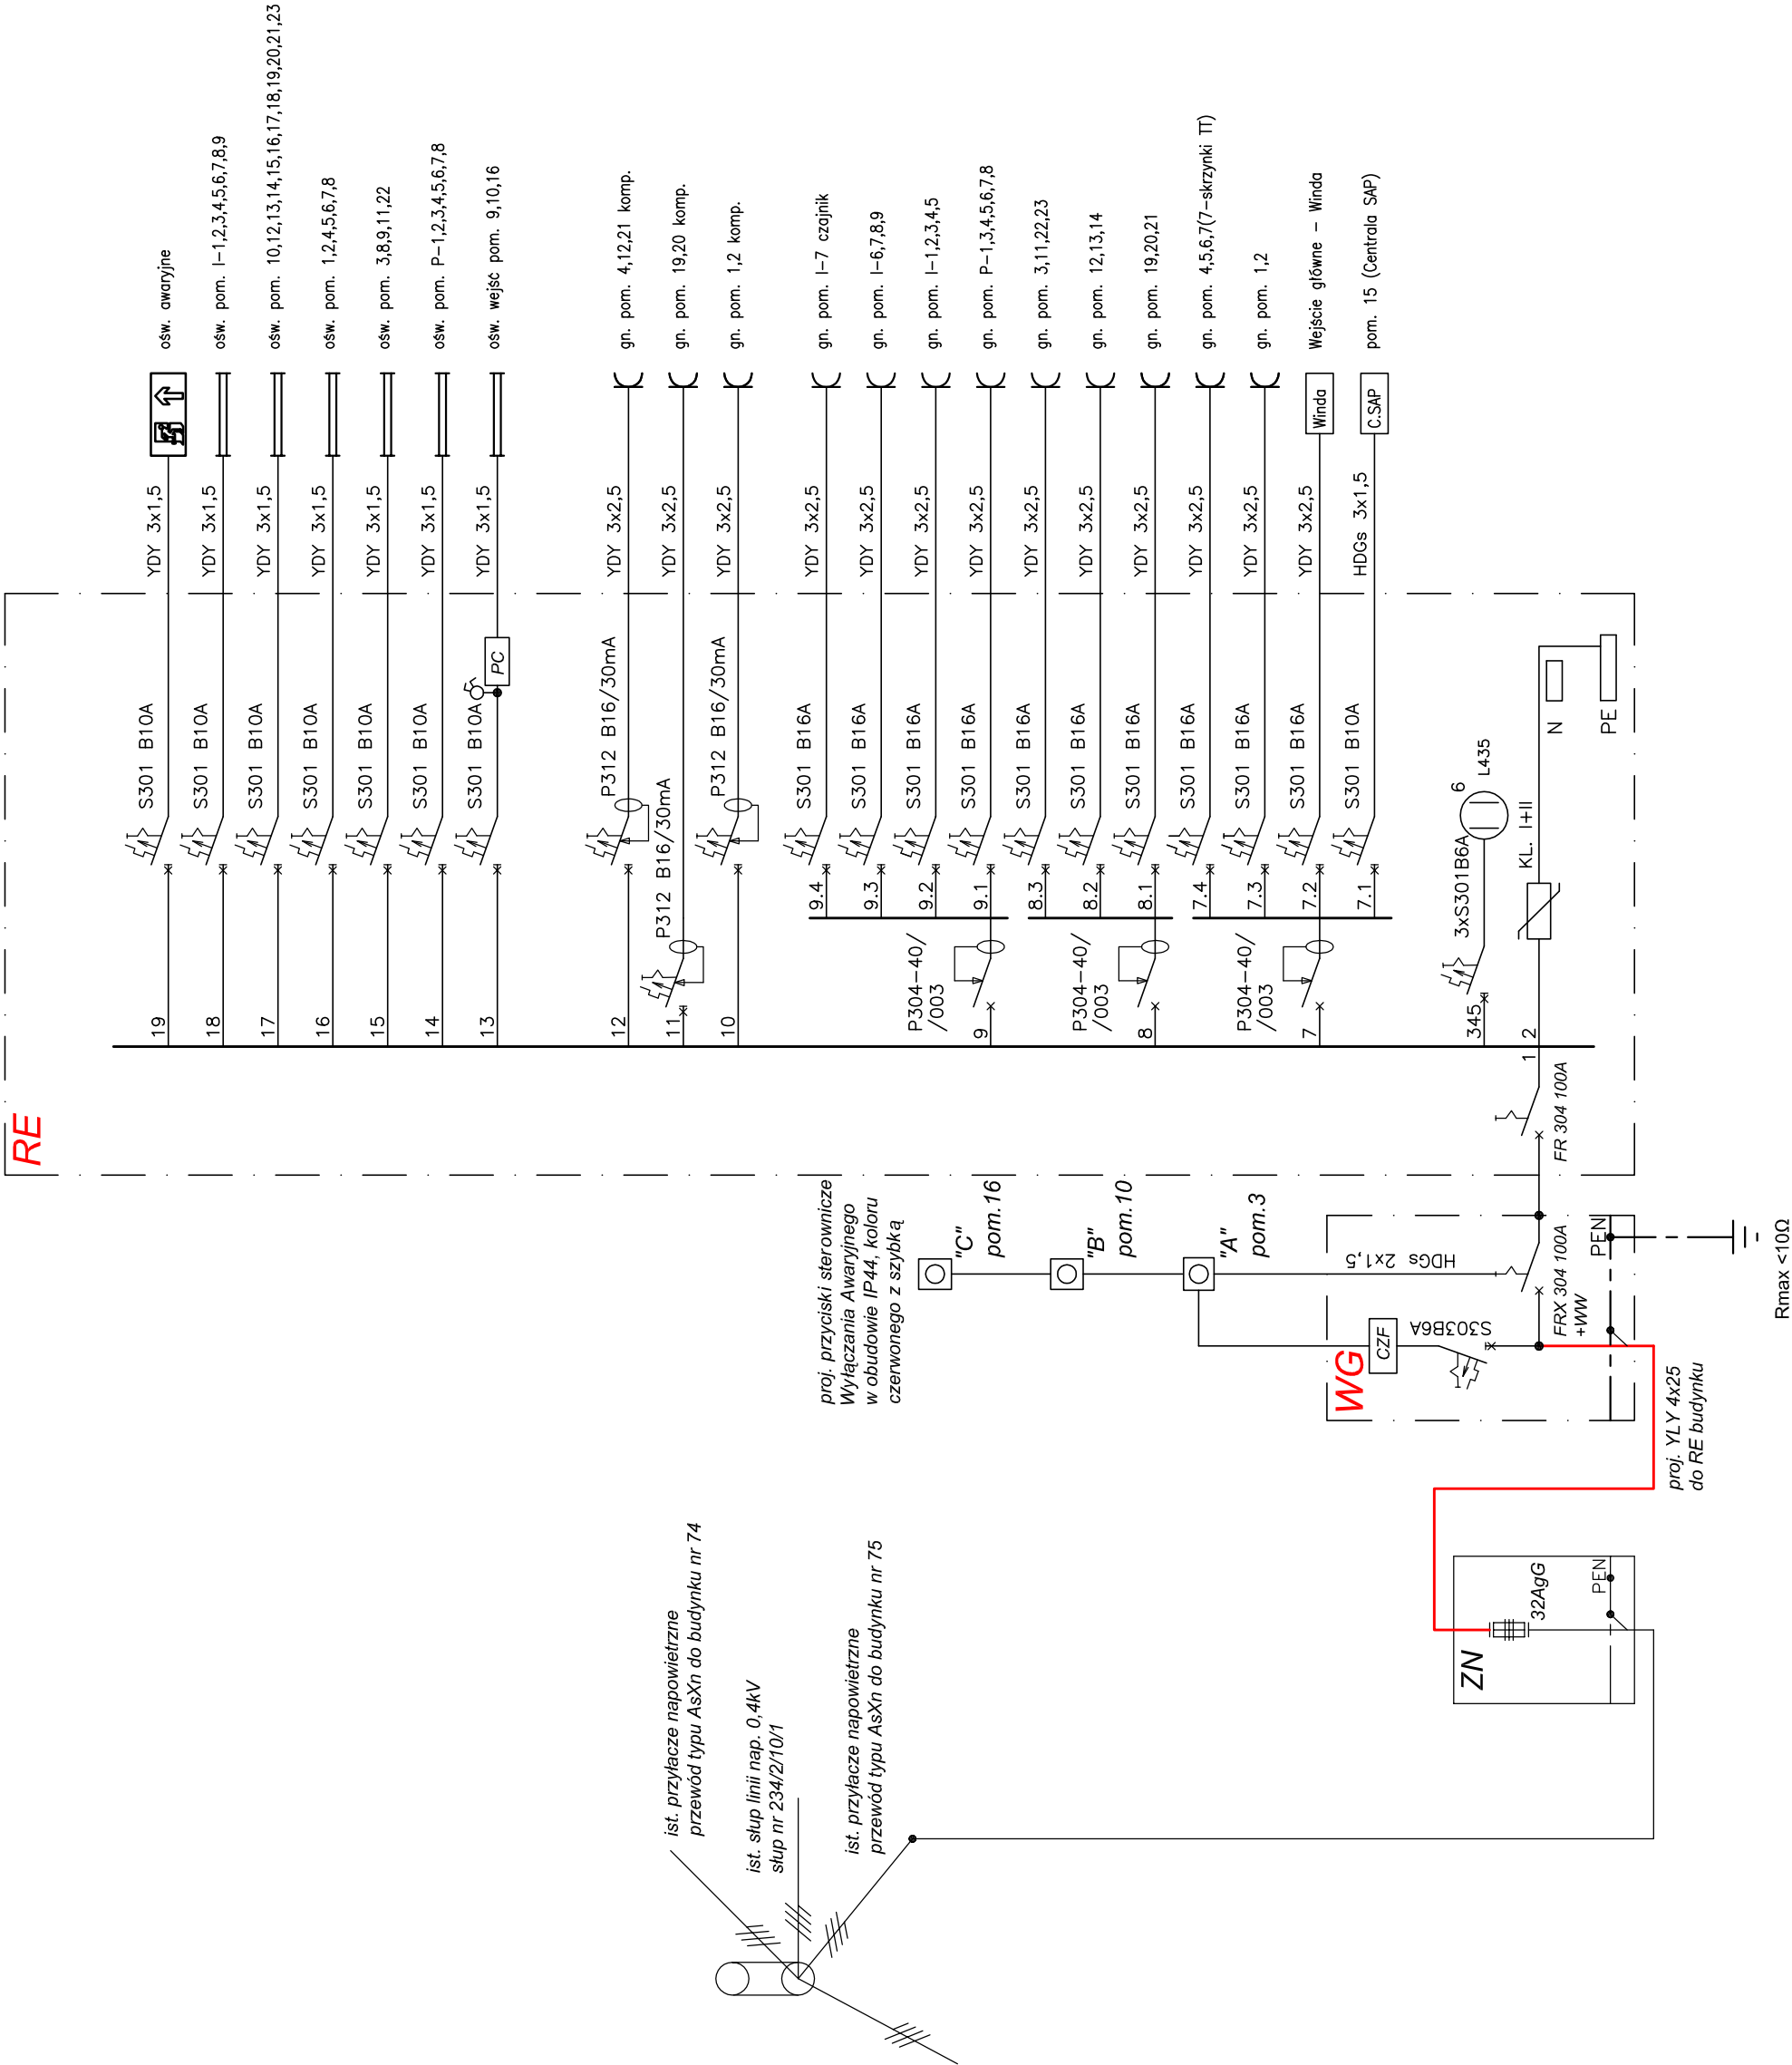 RE
19
S301 B10A
YDY 3x1,5
ośw. awaryjne
18
S301 B10A
YDY 3x1,5
ośw. pom. I-1,2,3,4,5,6,7,8,9
17
S301 B10A
YDY 3x1,5
ośw. pom. 10,12,13,14,15,16,17,18,19,20,21,23
16
S301 B10A
YDY 3x1,5
ośw. pom. 1,2,4,5,6,7,8
15
S301 B10A
YDY 3x1,5
ośw. pom. 3,8,9,11,22
14
S301 B10A
YDY 3x1,5
ośw. pom. P-1,2,3,4,5,6,7,8
13
S301 B10A
PC
YDY 3x1,5
ośw. wejść pom. 9,10,16
12
P312 B16/30mA
YDY 3x2,5
gn. pom. 4,12,21 komp.
11
P312 B16/30mA
YDY 3x2,5
gn. pom. 19,20 komp.
10
P312 B16/30mA
YDY 3x2,5
gn. pom. 1,2 komp.
9.4
S301 B16A
YDY 3x2,5
gn. pom. I-7 czajnik
9.3
S301 B16A
YDY 3x2,5
gn. pom. I-6,7,8,9
9.2
S301 B16A
YDY 3x2,5
gn. pom. I-1,2,3,4,5
P304-40/
/003
9
9.1
S301 B16A
YDY 3x2,5
gn. pom. P-1,3,4,5,6,7,8
8.3
S301 B16A
YDY 3x2,5
gn. pom. 3,11,22,23
8.2
S301 B16A
YDY 3x2,5
gn. pom. 12,13,14
P304-40/
/003
8
8.1
S301 B16A
YDY 3x2,5
gn. pom. 19,20,21
7.4
S301 B16A
YDY 3x2,5
gn. pom. 4,5,6,7(7-skrzynki TT)
7.3
S301 B16A
YDY 3x2,5
gn. pom. 1,2
P304-40/
/003
7
7.2
S301 B16A
YDY 3x2,5
Winda
Wejście główne - Winda
7.1
S301 B10A
HDGs 3x1,5
C.SAP
pom. 15 (Centrala SAP)
345
3xS301B6A
6
L435
1
2
KL. I+II
N
PE
FR 304 100A
proj. przyciski sterownicze
Wyłączania Awaryjnego
w obudowie IP44, koloru
czerwonego z szybką
"C"
pom.16
"B"
pom.10
"A"
pom.3
HDGs 2x1,5
WG
CZF
S303B6A
FRX 304 100A
+WW
PEN
Rmax <10Ω
proj. YLY 4x25
do RE budynku
ZN
32AgG
PEN
ist. przyłacze napowietrzne
przewód typu AsXn do budynku nr 74
ist. słup linii nap. 0,4kV
słup nr 234/2/10/1
ist. przyłacze napowietrzne
przewód typu AsXn do budynku nr 75